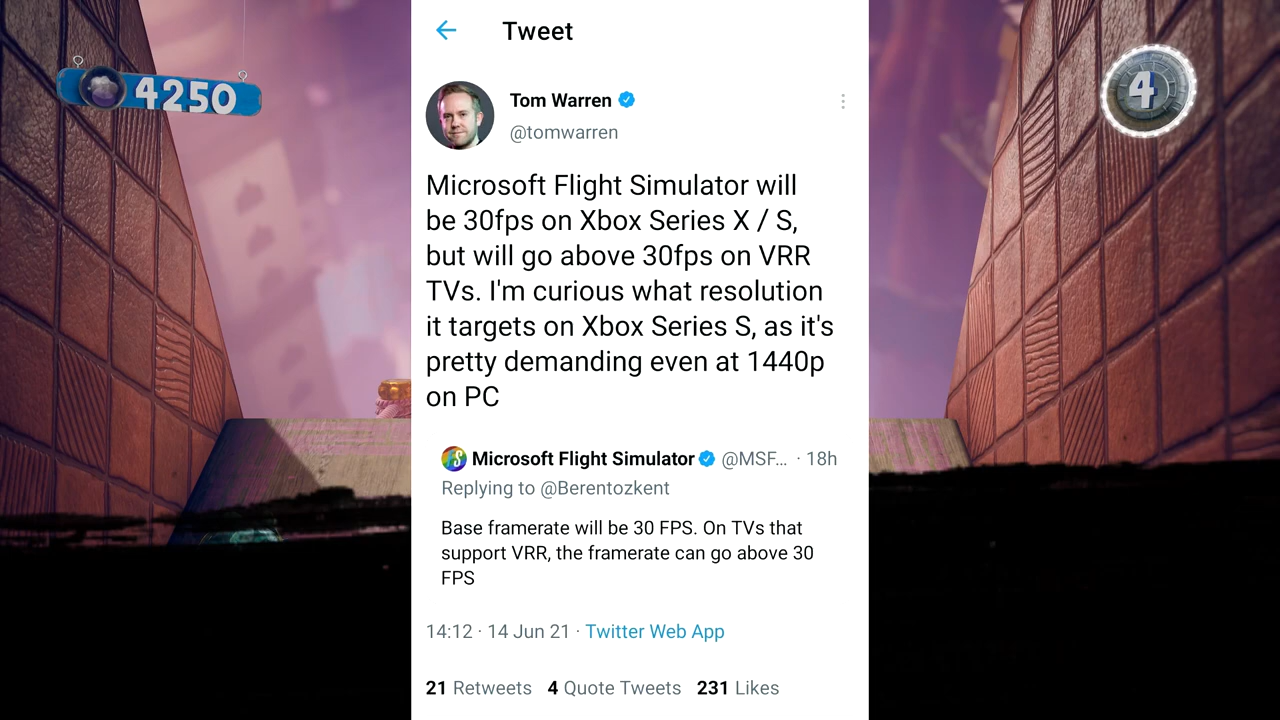 4250
4
Tweet
Tom Warren
@tomwarren
Microsoft Flight Simulator will
be 30fps on Xbox Series X / S,
but will go above 30fps on VRR
TVs. I'm curious what resolution
it targets on Xbox Series S, as it's
pretty demanding even at 1440p
on PC
FS Microsoft Flight Simulator @MSF... · 18h
Replying to @Berentozkent
Base framerate will be 30 FPS. On TVs that
support VRR, the framerate can go above 30
FPS
14:12 · 14 Jun 21 · Twitter Web App
21 Retweets 4 Quote Tweets 231 Likes